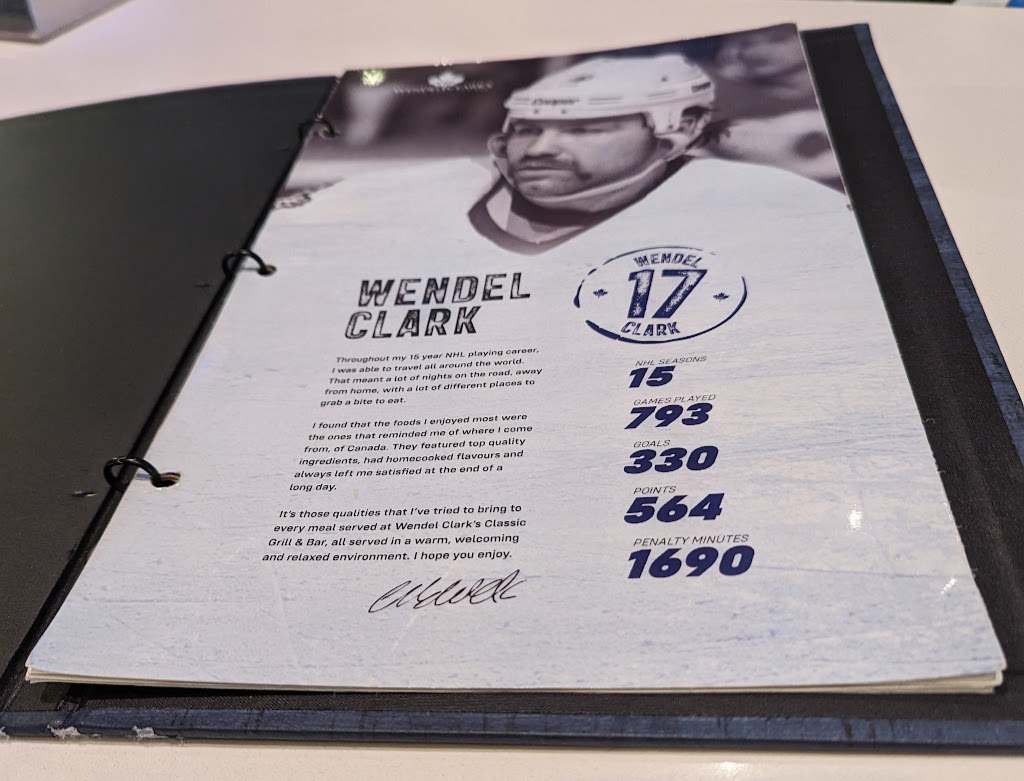 WENDEL
CLARK
Throughout my 15 year NHL playing career,
I was able to travel all around the world.
That meant a lot of nights on the road, away
from home, with a lot of different places to
grab a bite to eat.
I found that the foods I enjoyed most were
the ones that reminded me of where I come
from, of Canada. They featured top quality
ingredients, had homecooked flavours and
always left me satisfied at the end of a
long day.
It's those qualities that I've tried to bring to
every meal served at Wendel Clark's Classic
Grill & Bar, all served in a warm, welcoming
and relaxed environment. I hope you enjoy.
WENDEL
17
CLARK
NHL SEASONS
15
GAMES PLAYED
793
GOALS
330
POINTS
564
PENALTY MINUTES
1690